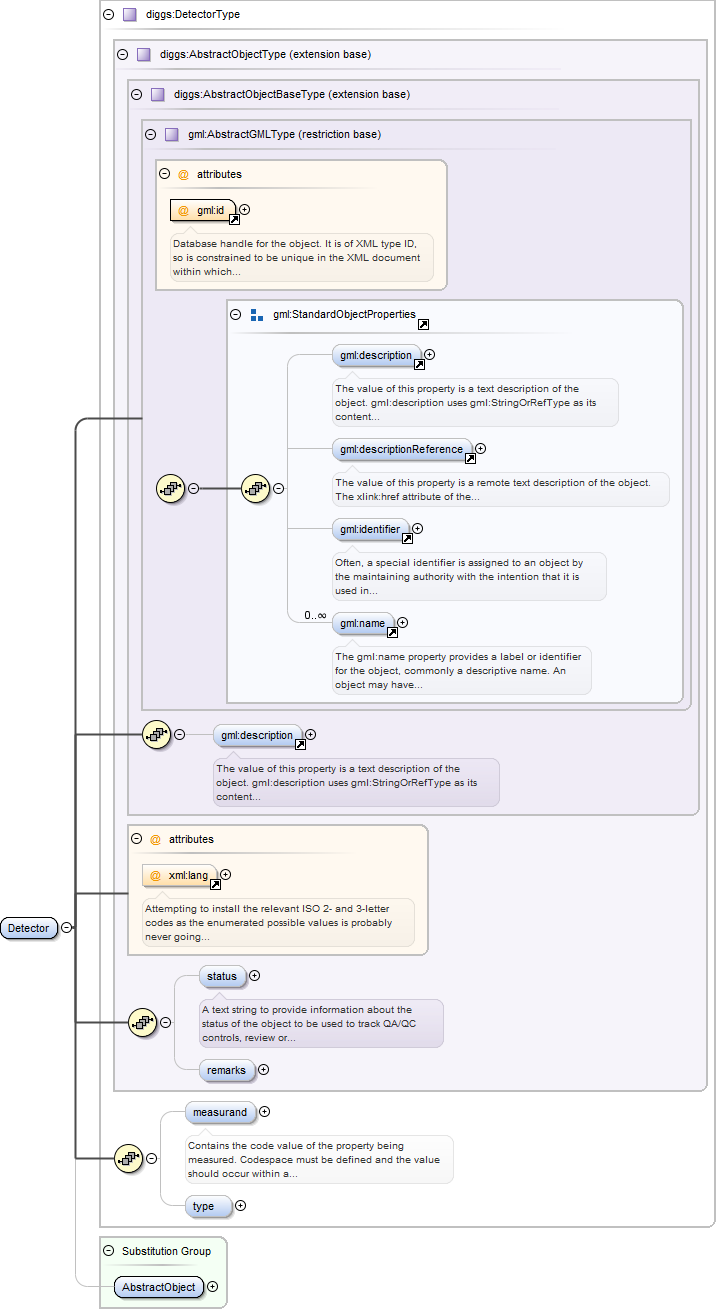 diggs:DetectorType
diggs:AbstractObjectType (extension base)
diggs:AbstractObjectBaseType (extension base)
gml:AbstractGMLType (restriction base)
@ attributes
@ gml:id
Database handle for the object. It is of XML type ID,
so is constrained to be unique in the XML document
within which...
gml:StandardObjectProperties
gml:description
The value of this property is a text description of the
object. gml:description uses gml:StringOrRefType as its
content...
gml:descriptionReference
The value of this property is a remote text description of the object.
The xlink:href attribute of the...
gml:identifier
Often, a special identifier is assigned to an object by
the maintaining authority with the intention that it is
used in...
0..∞
gml:name
The gml:name property provides a label or identifier
for the object, commonly a descriptive name. An
object may have...
gml:description
The value of this property is a text description of the
object. gml:description uses gml:StringOrRefType as its
content...
@ attributes
@ xml:lang
Attempting to install the relevant ISO 2- and 3-letter
codes as the enumerated possible values is probably
never going...
Detector
status
A text string to provide information about the
status of the object to be used to track QA/QC
controls, review or...
remarks
measurand
Contains the code value of the property being
measured. Codespace must be defined and the value
should occur within a...
type
Substitution Group
AbstractObject